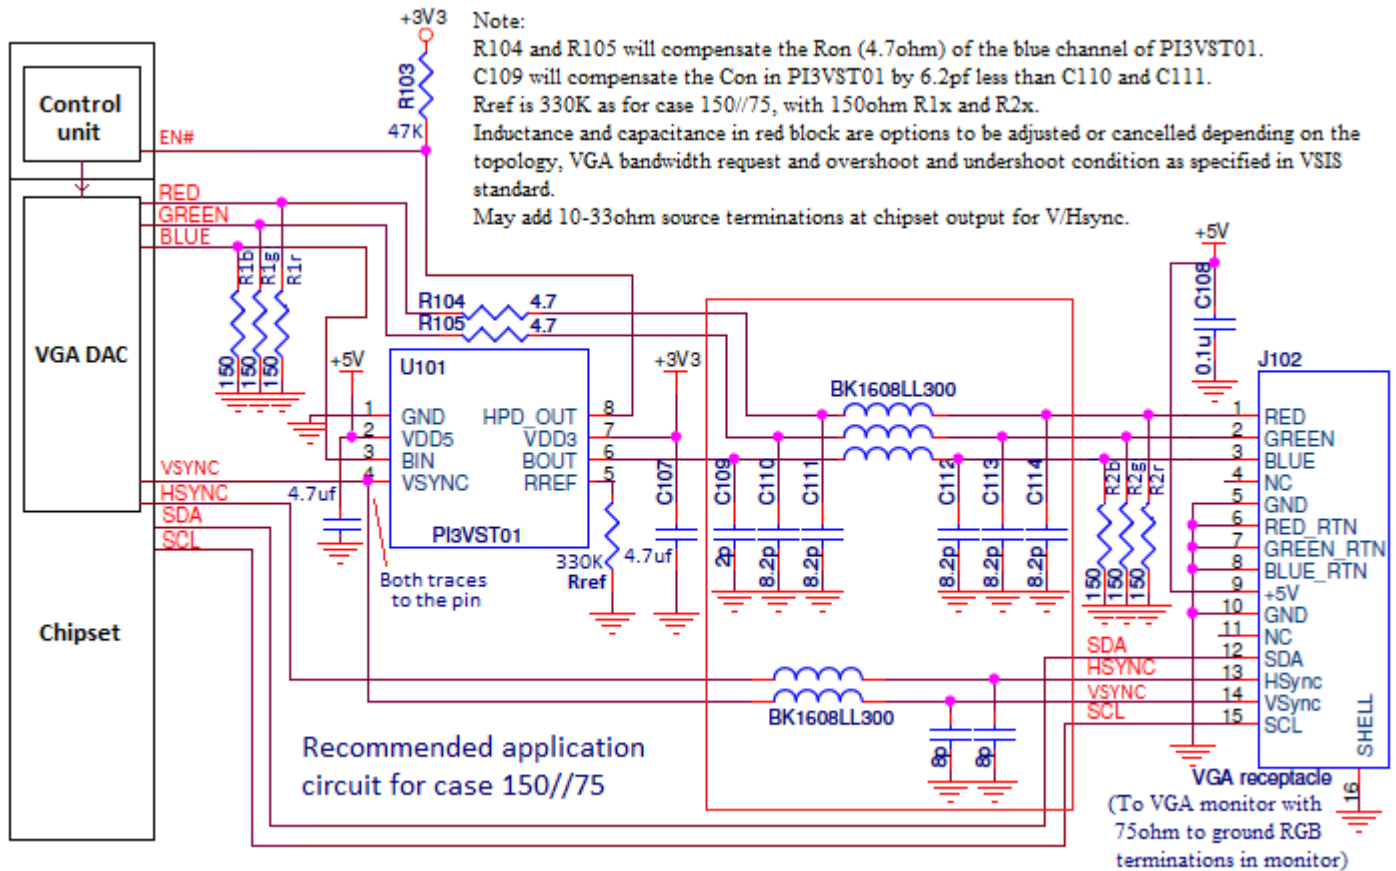 +3V3
Note:
R104 and R105 will compensate the Ron (4.7ohm) of the blue channel of PI3VST01.
C109 will compensate the Con in PI3VST01 by 6.2pf less than C110 and C111.
Rref is 330K as for case 150//75, with 150ohm R1x and R2x.
Inductance and capacitance in red block are options to be adjusted or cancelled depending on the
topology, VGA bandwidth request and overshoot and undershoot condition as specified in VSIS
standard.
May add 10-33ohm source terminations at chipset output for V/Hsync.
R103
47K
Control
unit
EN#
RED
GREEN
BLUE
R1b
R1g
R1r
150
150
150
VGA DAC
R104
4.7
R105
4.7
+5V
U101
+3V3
1
GND
HPD_OUT
8
2
VDD5
VDD3
7
3
BIN
BOUT
6
4
VSYNC
RREF
5
PI3VST01
4.7uf
330K
Rref
4.7uf
C107
Both traces
to the pin
VSYNC
HSYNC
SDA
SCL
Chipset
BK1608LL300
C109
C110
C111
C112
C113
C114
2p
8.2p
8.2p
8.2p
8.2p
8.2p
R2b
R2g
R2r
150
150
150
+5V
C108
0.1u
J102
1
RED
2
GREEN
3
BLUE
4
NC
5
GND
6
RED_RTN
7
GREEN_RTN
8
BLUE_RTN
9
+5V
10
GND
11
NC
12
SDA
13
HSync
14
VSync
15
SCL
SHELL
16
SDA
HSYNC
VSYNC
SCL
BK1608LL300
8p
8p
Recommended application
circuit for case 150//75
VGA receptacle
(To VGA monitor with
75ohm to ground RGB
terminations in monitor)